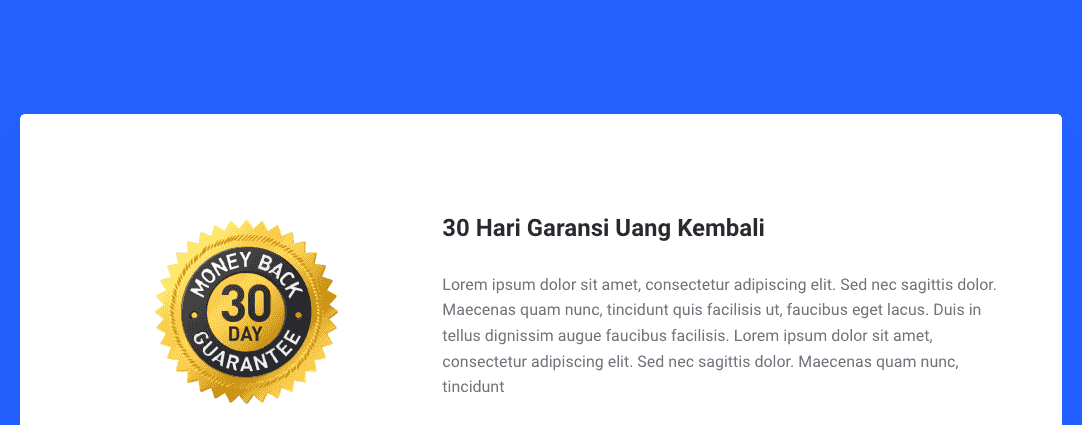 MONEY BACK
30
DAY
GUARANTEE
30 Hari Garansi Uang Kembali
Lorem ipsum dolor sit amet, consectetur adipiscing elit. Sed nec sagittis dolor.
Maecenas quam nunc, tincidunt quis facilisis ut, faucibus eget lacus. Duis in
tellus dignissim augue faucibus facilisis. Lorem ipsum dolor sit amet,
consectetur adipiscing elit. Sed nec sagittis dolor. Maecenas quam nunc,
tincidunt